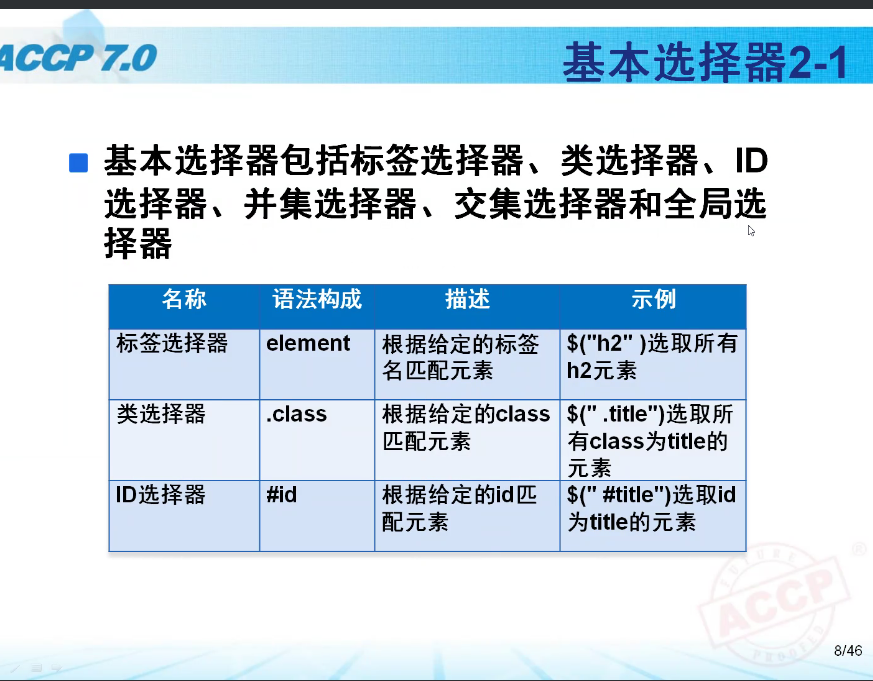 ACCP 7.0
基本选择器2-1
基本选择器包括标签选择器、类选择器、ID
选择器、并集选择器、交集选择器和全局选
择器
名称 语法构成 描述 示例
标签选择器 element 根据给定的标签
名匹配元素
$("h2" )选取所有
h2元素
类选择器 .class 根据给定的class
匹配元素
$(" .title")选取所
有class为title的
元素
ID选择器 #id 根据给定的id匹
配元素
$(" #title")选取id
为title的元素
FUTURE
ACCP
PROOFED
®
8/46